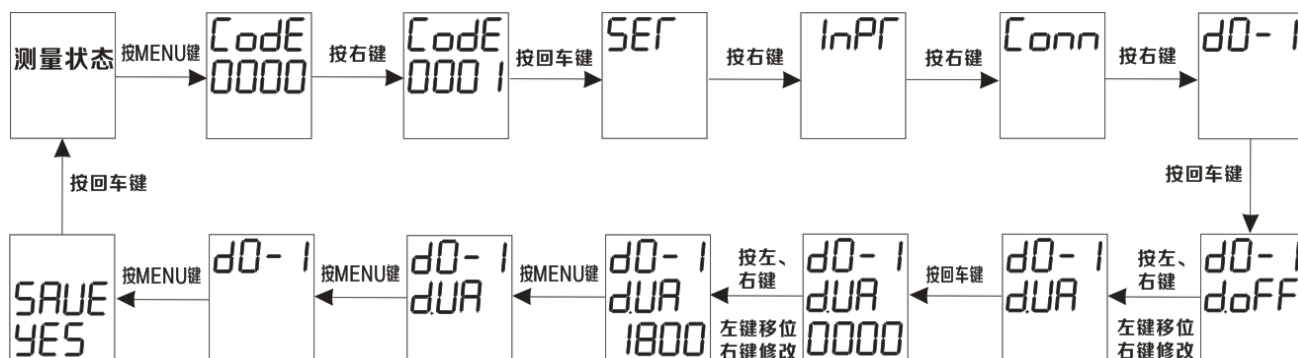 测量状态
按MENU键
CodE
0000
按右键
CodE
0001
按回车键
SET
按右键
InPT
按右键
Conn
按右键
dO-1
按回车键
按回车键
SAUE
YES
按MENU键
dO-1
按MENU键
dO-1
d.UA
按MENU键
dO-1
d.UA
1800
按左、
右键
左键移位
右键修改
dO-1
d.UA
0000
按回车键
dO-1
d.UA
按左、
右键
左键移位
右键修改
dO-1
d.oFF